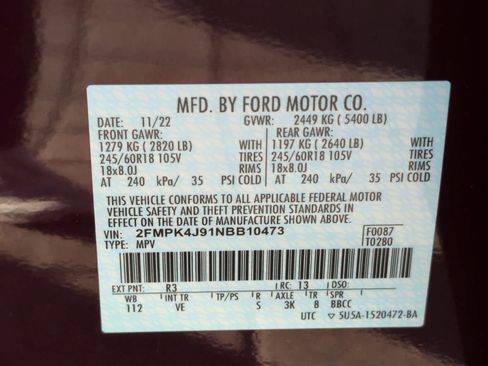 MFD. BY FORD MOTOR CO.
DATE: 11/22 GVWR: 2449 KG ( 5400 LB)
FRONT GAWR: REAR GAWR:
1279 KG ( 2820 LB) WITH 1197 KG ( 2640 LB) WITH
245/60R18 105V TIRES 245/60R18 105V TIRES
18x8.0J RIMS 18x8.0J RIMS
AT 240 kPa/ 35 PSI COLD AT 240 kPa/ 35 PSI COLD
THIS VEHICLE CONFORMS TO ALL APPLICABLE FEDERAL MOTOR
VEHICLE SAFETY AND THEFT PREVENTION STANDARDS IN
EFFECT ON THE DATE OF MANUFACTURE SHOWN ABOVE.
VIN: 2FMPK4J91NBB10473 F0087
TYPE: MPV T0280
EXT PNT: R3 RC: 13 DSO:
WB INT TR TP/PS R AXLE TR SPR
112 VE S 3K 8 BBCC
UTC 5U5A-1520472-BA